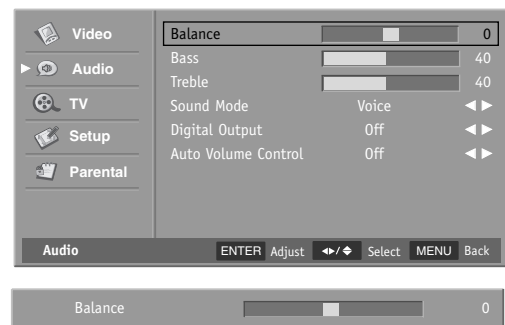 Video
Audio
TV
Setup
Parental
Balance 0
Bass 40
Treble 40
Sound Mode Voice
Digital Output Off
Auto Volume Control Off
Audio ENTER Adjust / Select MENU Back
Balance 0